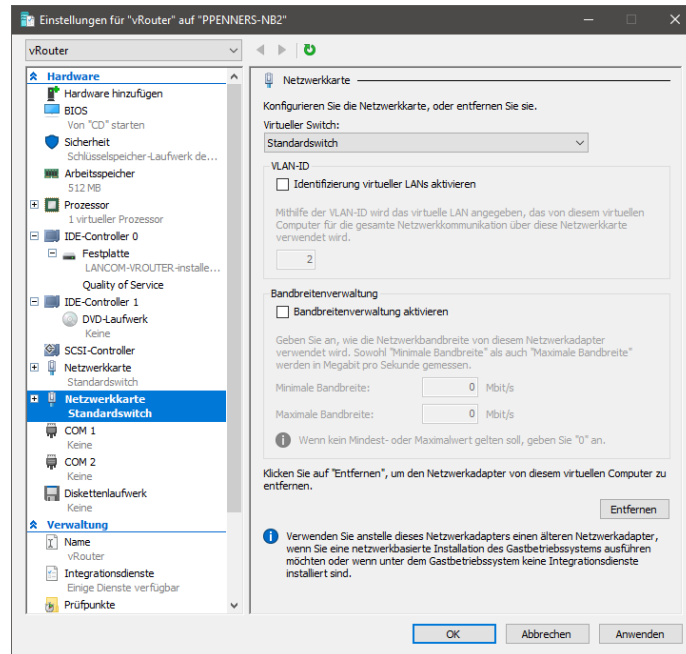 Einstellungen für "vRouter" auf "PPENNERS-NB2"
vRouter
Hardware
Hardware hinzufügen
BIOS
Von "CD" starten
Sicherheit
Schlüsselspeicher-Laufwerk de...
Arbeitsspeicher
512 MB
Prozessor
1 virtueller Prozessor
IDE-Controller 0
Festplatte
LANCOM-VROUTER-installe...
Quality of Service
IDE-Controller 1
DVD-Laufwerk
Keine
SCSI-Controller
Netzwerkkarte
Standardswitch
Netzwerkkarte
Standardswitch
COM 1
Keine
COM 2
Keine
Diskettenlaufwerk
Keine
Verwaltung
Name
vRouter
Integrationsdienste
Einige Dienste verfügbar
Prüfpunkte
Netzwerkkarte
Konfigurieren Sie die Netzwerkkarte, oder entfernen Sie sie.
Virtueller Switch:
Standardswitch
VLAN-ID
Identifizierung virtueller LANs aktivieren
Mithilfe der VLAN-ID wird das virtuelle LAN angegeben, das von diesem virtuellen
Computer für die gesamte Netzwerkkommunikation über diese Netzwerkkarte
verwendet wird.
2
Bandbreitenverwaltung
Bandbreitenverwaltung aktivieren
Geben Sie an, wie die Netzwerkbandbreite von diesem Netzwerkadapter
verwendet wird. Sowohl "Minimale Bandbreite" als auch "Maximale Bandbreite"
werden in Megabit pro Sekunde gemessen.
Minimale Bandbreite: 0 Mbit/s
Maximale Bandbreite: 0 Mbit/s
Wenn kein Mindest- oder Maximalwert gelten soll, geben Sie "0" an.
Klicken Sie auf "Entfernen", um den Netzwerkadapter von diesem virtuellen Computer zu
entfernen.
Entfernen
Verwenden Sie anstelle dieses Netzwerkadapters einen älteren Netzwerkadapter,
wenn Sie eine netzwerkbasierte Installation des Gastbetriebssystems ausführen
möchten oder wenn unter dem Gastbetriebssystem keine Integrationsdienste
installiert sind.
OK Abbrechen Anwenden